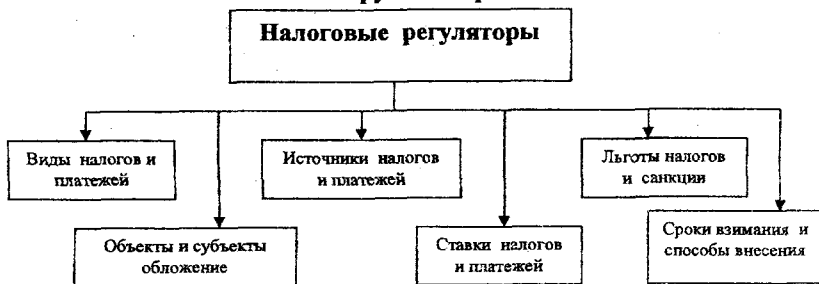 Налоговые регуляторы
Виды налогов и
платежей
Источники налогов
и платежей
Льготы налогов
и санкции
Объекты и субъекты
обложение
Ставки налогов
и платежей
Сроки взимания и
способы внесения